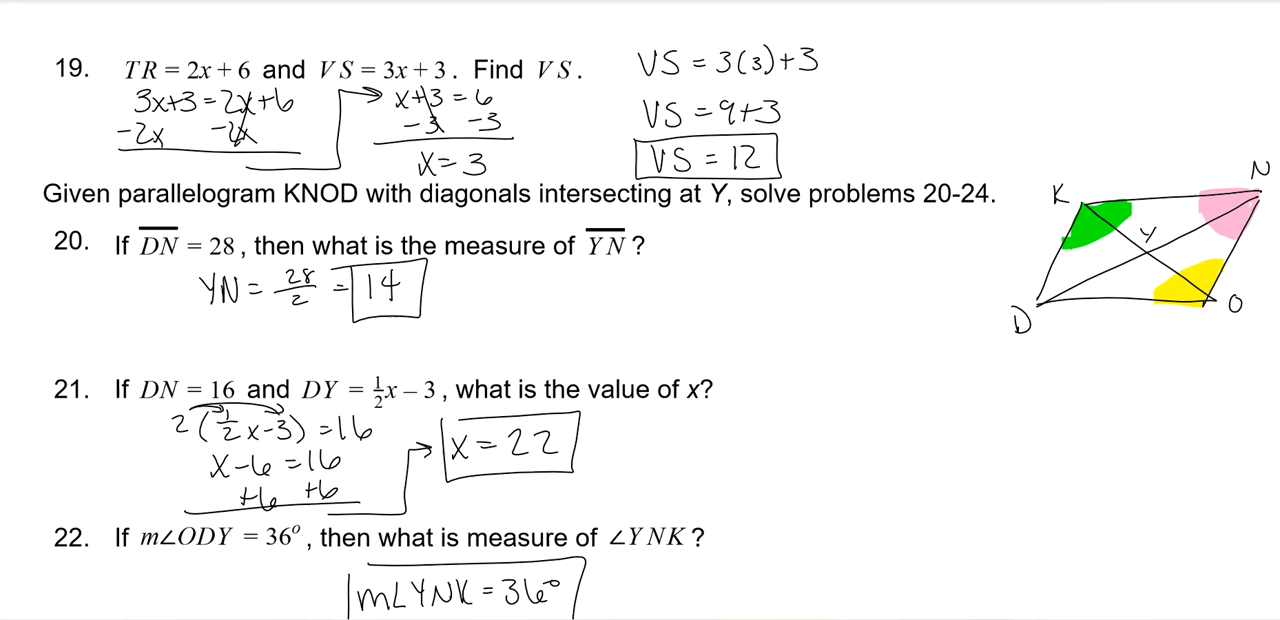 19. TR = 2x + 6 and VS = 3x + 3. Find VS.
3x+3 = 2x+6
-2x -2x
x+3 = 6
-3 -3
x = 3
VS = 3(3)+3
VS = 9+3
VS = 12
Given parallelogram KNOD with diagonals intersecting at Y, solve problems 20-24.
K
N
Y
D
O
20. If DN = 28, then what is the measure of YN?
YN = 28/2 = 14
21. If DN = 16 and DY = 1/2x – 3, what is the value of x?
2(1/2x-3) = 16
x-6 = 16
+6 +6
x = 22
22. If m∠ODY = 36°, then what is measure of ∠YNK?
m∠YNK = 36°